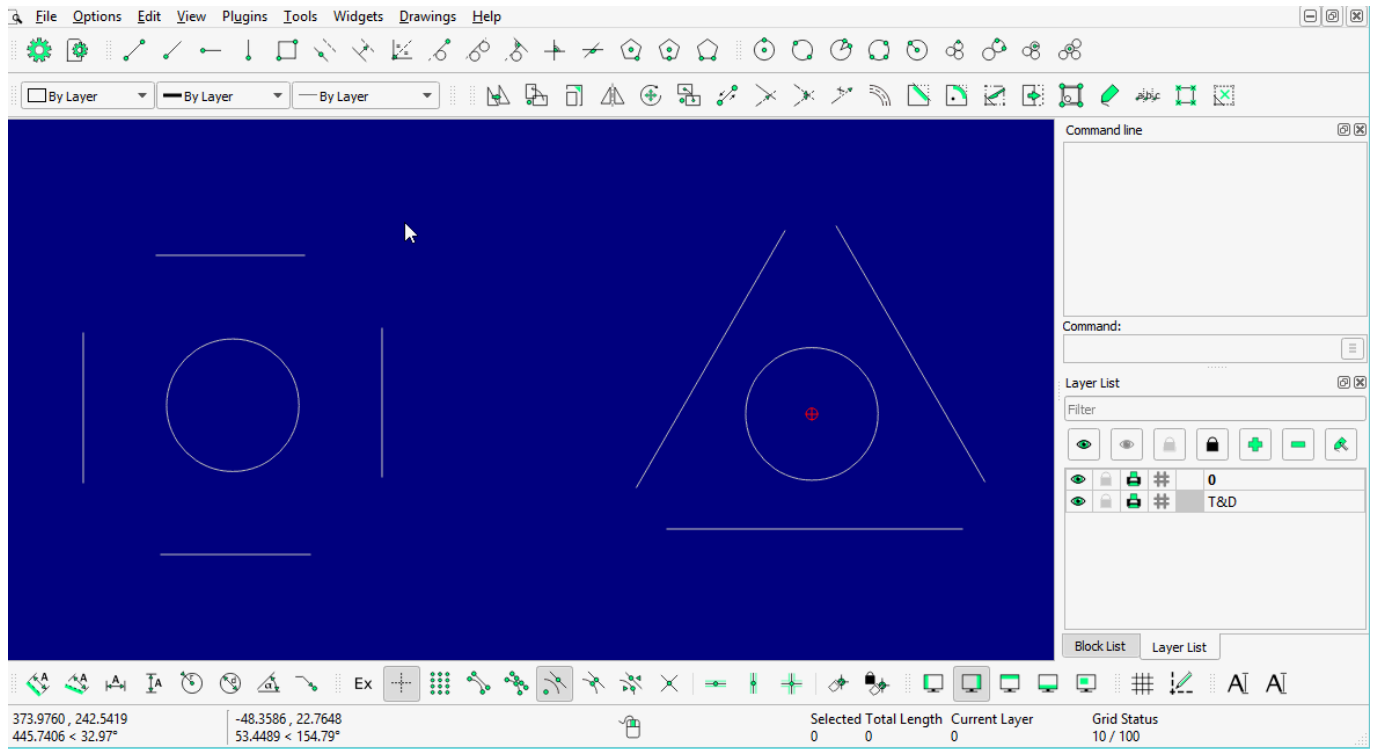 File Options Edit View Plugins Tools Widgets Drawings Help
By Layer By Layer By Layer
Command line
Command:
Layer List
Filter
0
T&D
Block List Layer List
Ex
373.9760 , 242.5419
445.7406 < 32.97°
-48.3586 , 22.7648
53.4489 < 154.79°
Selected Total Length Current Layer
0 0 0
Grid Status
10 / 100